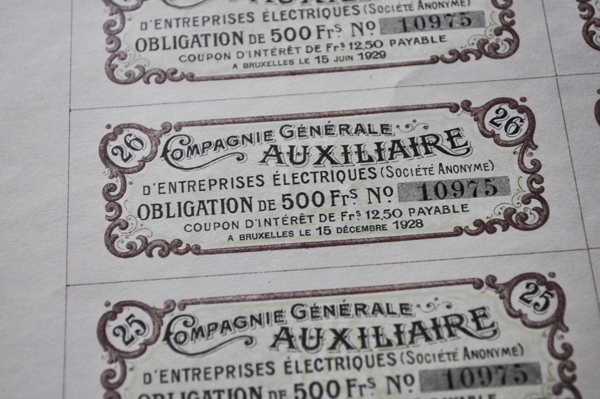 AUXILIAIRE
D'ENTREPRISES ÉLECTRIQUES (SOCIÉTÉ ANONYME)
OBLIGATION DE 500 FRS NO 10975
COUPON D'INTÉRÊT DE FRS 12,50 PAYABLE
A BRUXELLES LE 15 JUIN 1929
26 26
COMPAGNIE GÉNÉRALE
AUXILIAIRE
D'ENTREPRISES ÉLECTRIQUES (SOCIÉTÉ ANONYME)
OBLIGATION DE 500 FRS NO 10975
COUPON D'INTÉRÊT DE FRS 12,50 PAYABLE
A BRUXELLES LE 15 DÉCEMBRE 1928
25 25
COMPAGNIE GÉNÉRALE
AUXILIAIRE
D'ENTREPRISES ÉLECTRIQUES (SOCIÉTÉ ANONYME)
OBLIGATION DE 500 FRS NO 10975